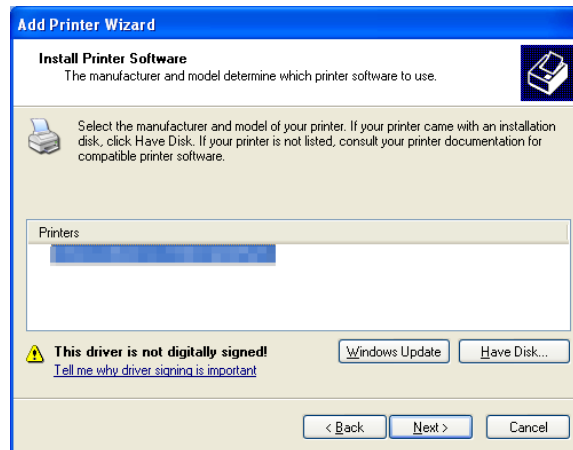 Add Printer Wizard
Install Printer Software
The manufacturer and model determine which printer software to use.
Select the manufacturer and model of your printer. If your printer came with an installation
disk, click Have Disk. If your printer is not listed, consult your printer documentation for
compatible printer software.
Printers
This driver is not digitally signed!
Tell me why driver signing is important
Windows Update
Have Disk...
< Back
Next >
Cancel